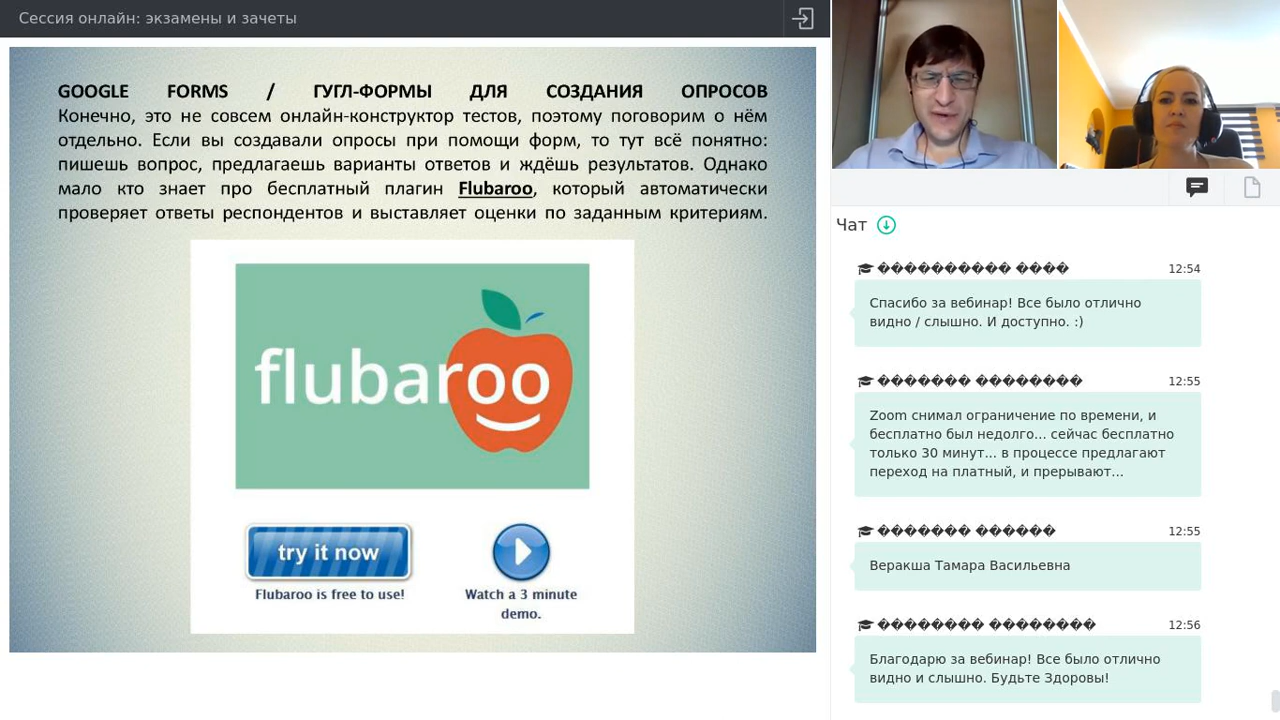 Сессия онлайн: экзамены и зачеты
GOOGLE FORMS / ГУГЛ-ФОРМЫ ДЛЯ СОЗДАНИЯ ОПРОСОВ
Конечно, это не совсем онлайн-конструктор тестов, поэтому поговорим о нём
отдельно. Если вы создавали опросы при помощи форм, то тут всё понятно:
пишешь вопрос, предлагаешь варианты ответов и ждёшь результатов. Однако
мало кто знает про бесплатный плагин Flubaroo, который автоматически
проверяет ответы респондентов и выставляет оценки по заданным критериям.
flubaroo
try it now
Flubaroo is free to use!
Watch a 3 minute
demo.
Чат
12:54
Спасибо за вебинар! Все было отлично
видно / слышно. И доступно. :)
12:55
Zoom снимал ограничение по времени, и
бесплатно был недолго... сейчас бесплатно
только 30 минут... в процессе предлагают
переход на платный, и прерывают...
12:55
Веракша Тамара Васильевна
12:56
Благодарю за вебинар! Все было отлично
видно и слышно. Будьте Здоровы!